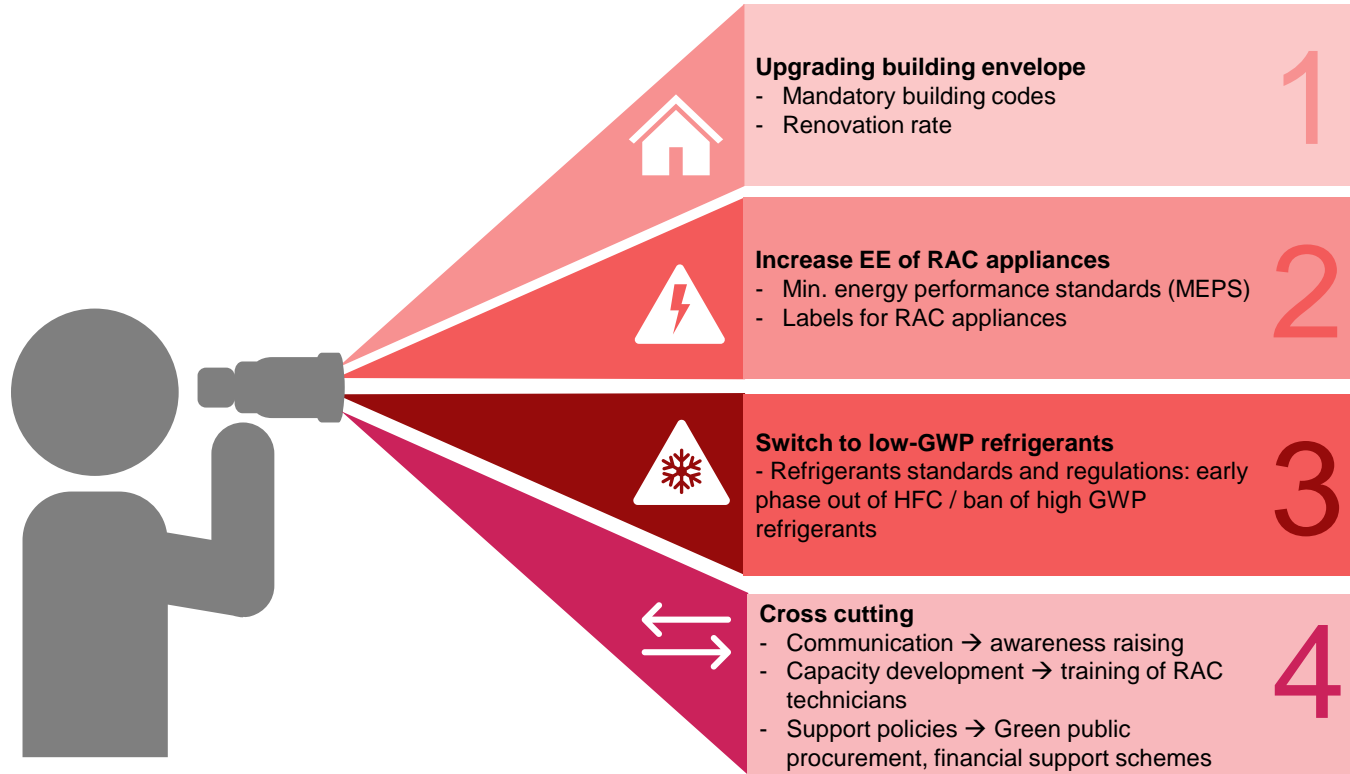 Upgrading building envelope
- Mandatory building codes
- Renovation rate
1
Increase EE of RAC appliances
- Min. energy performance standards (MEPS)
- Labels for RAC appliances
2
Switch to low-GWP refrigerants
- Refrigerants standards and regulations: early
phase out of HFC / ban of high GWP
refrigerants
3
Cross cutting
- Communication → awareness raising
- Capacity development → training of RAC
technicians
- Support policies → Green public
procurement, financial support schemes
4